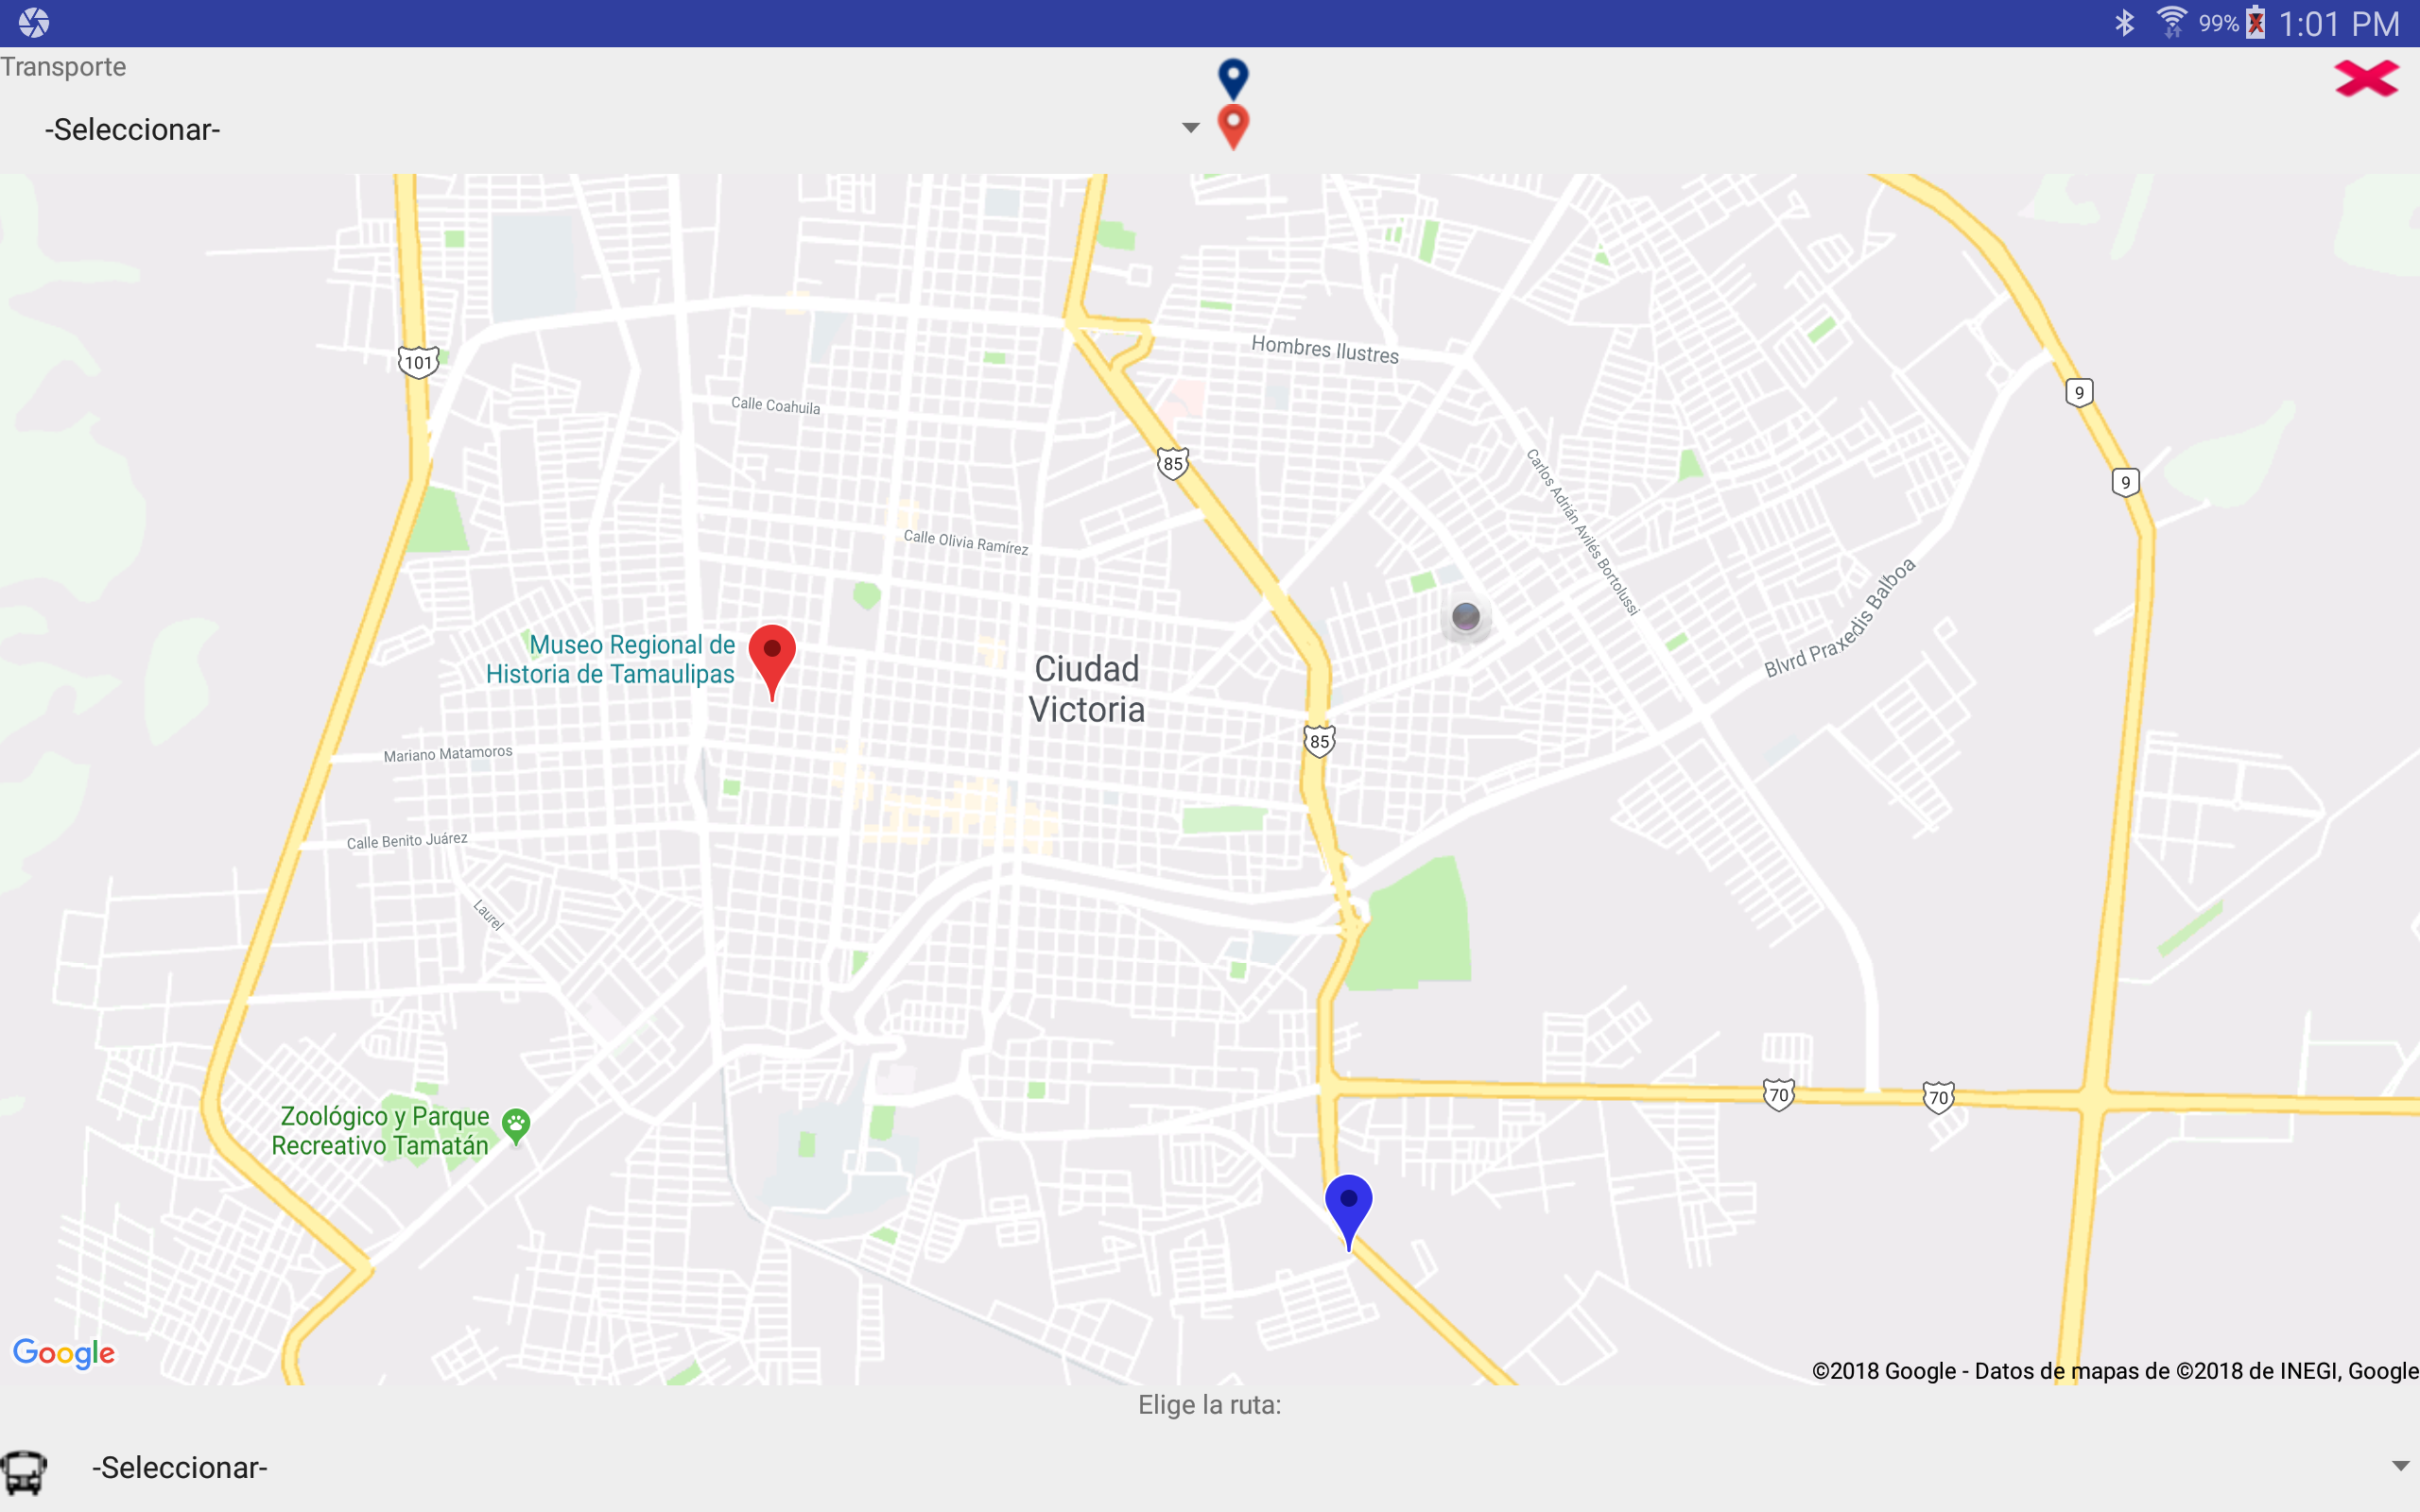 99% 1:01 PM
Transporte
-Seleccionar-
101
Hombres Ilustres
9
Calle Coahuila
85
Carlos Adrián Avilés Bortolussi
9
Calle Olivia Ramírez
Blvrd Praxedis Balboa
Museo Regional de
Historia de Tamaulipas
Ciudad
Victoria
85
Mariano Matamoros
Calle Benito Juárez
Laurel
70
70
Zoológico y Parque
Recreativo Tamatán
Google
©2018 Google - Datos de mapas de ©2018 de INEGI, Google
Elige la ruta:
-Seleccionar-